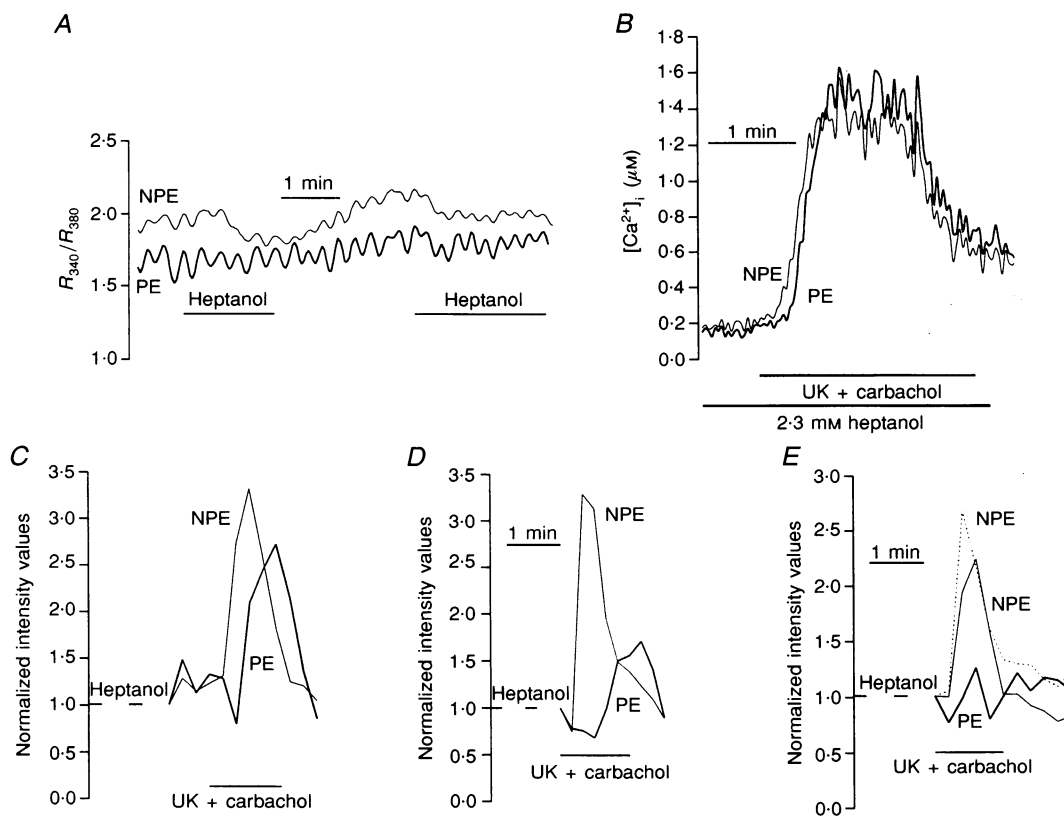 A
2·5
2·0
1·5
1·0
R340/R380
NPE
PE
1 min
Heptanol
Heptanol
B
1·8
1·6
1·4
1·2
1·0
0·8
0·6
0·4
0·2
0·0
[Ca2+]i (µM)
1 min
NPE
PE
UK + carbachol
2·3 mM heptanol
C
3·5
3·0
2·5
2·0
1·5
1·0
0·5
0·0
Normalized intensity values
NPE
PE
Heptanol
UK + carbachol
D
3·5
3·0
2·5
2·0
1·5
1·0
0·5
0·0
Normalized intensity values
1 min
NPE
Heptanol
PE
UK + carbachol
E
3·0
2·5
2·0
1·5
1·0
0·5
0·0
Normalized intensity values
1 min
NPE
NPE
Heptanol
PE
UK + carbachol